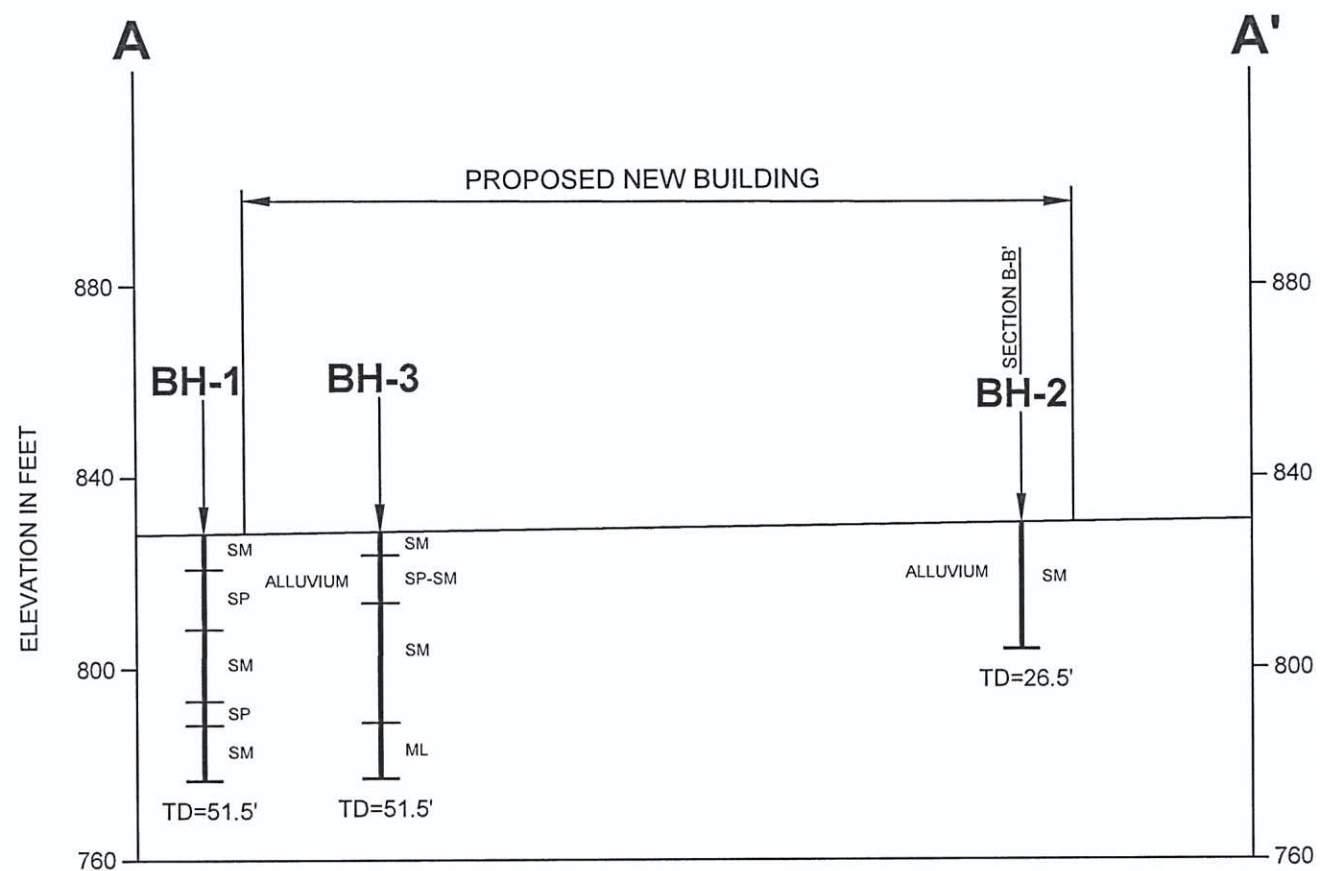 A
A'
PROPOSED NEW BUILDING
SECTION B-B'
880
880
BH-1
BH-3
BH-2
ELEVATION IN FEET
840
840
SM
SM
ALLUVIUM
SP-SM
ALLUVIUM
SM
SP
SM
SM
800
800
TD=26.5'
SP
SM
ML
TD=51.5'
TD=51.5'
760
760